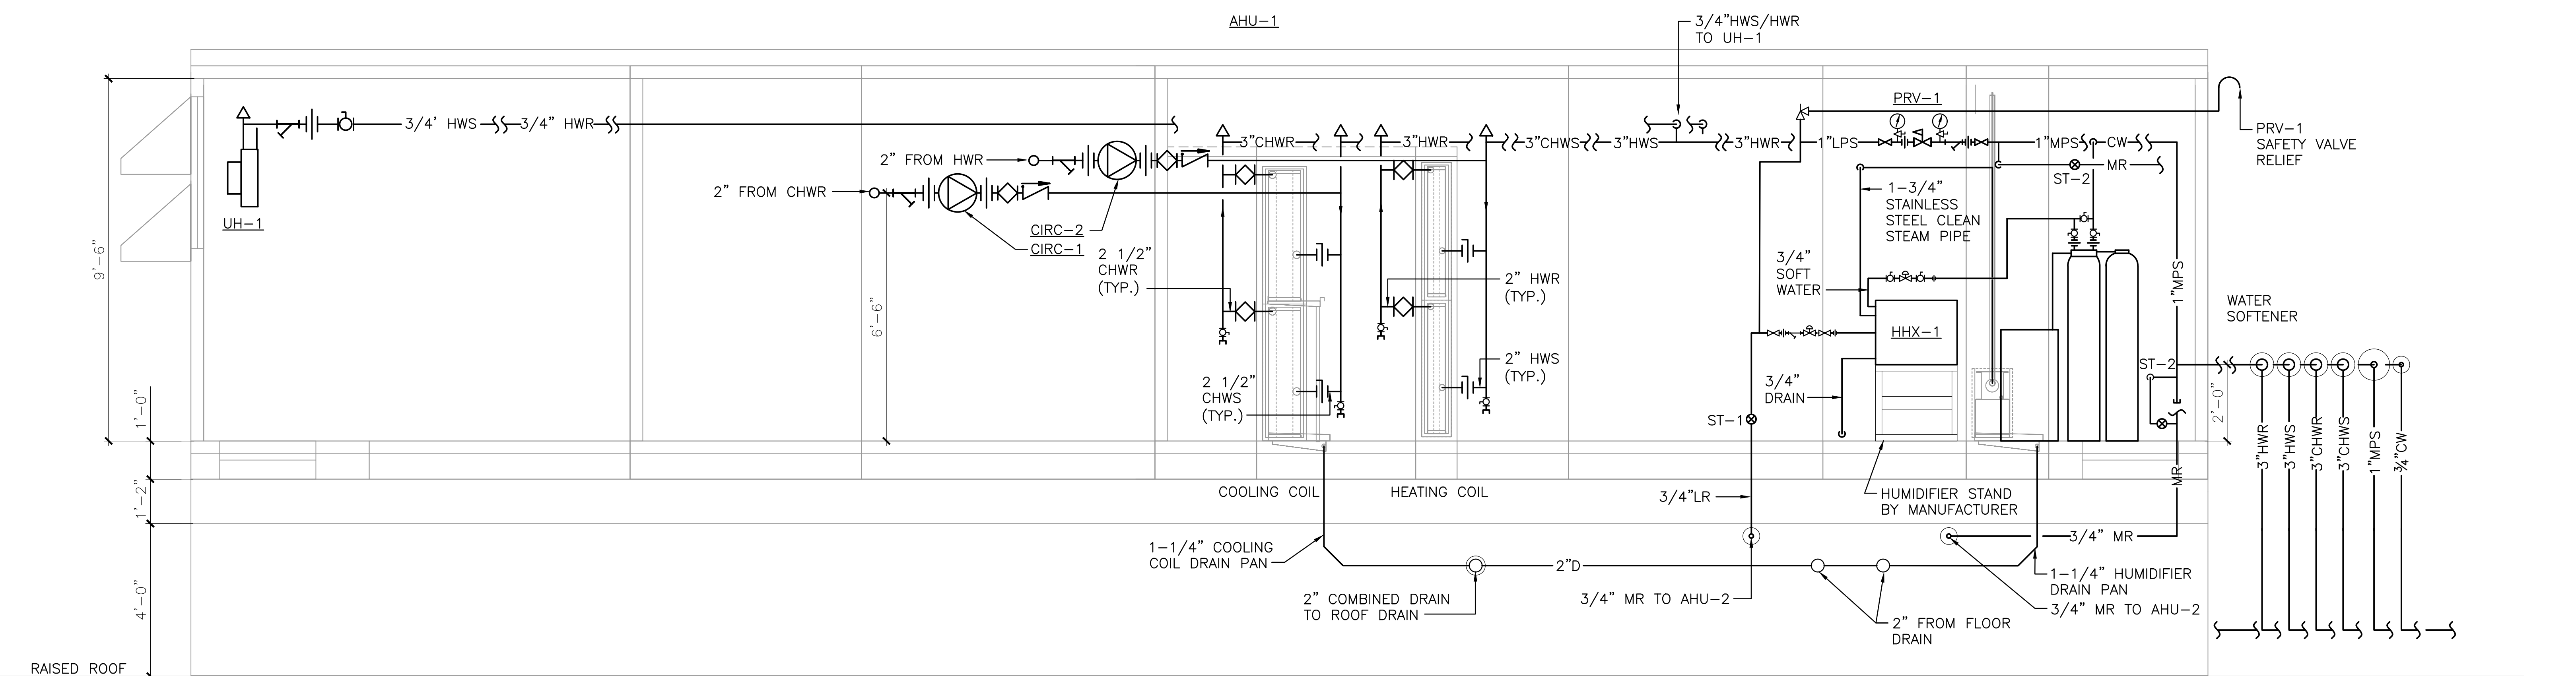 AHU-1
3/4"HWS/HWR
TO UH-1
PRV-1
PRV-1
SAFETY VALVE
RELIEF
3/4' HWS
3/4" HWR
2" FROM HWR
2" FROM CHWR
3"CHWR
3"HWR
3"CHWS
3"HWS
3"HWR
1"LPS
1"MPS
CW
MR
ST-2
UH-1
CIRC-2
CIRC-1
1-3/4"
STAINLESS
STEEL CLEAN
STEAM PIPE
9'-6"
6'-6"
2 1/2"
CHWR
(TYP.)
2" HWR
(TYP.)
3/4"
SOFT
WATER
1"MPS
WATER
SOFTENER
HHX-1
2 1/2"
CHWS
(TYP.)
2" HWS
(TYP.)
3/4"
DRAIN
ST-2
ST-1
1'-0"
2'-0"
3"HWR
3"HWS
3"CHWR
3"CHWS
1"MPS
3/4"CW
MR
COOLING COIL
HEATING COIL
3/4"LR
HUMIDIFIER STAND
BY MANUFACTURER
1'-2"
1-1/4" COOLING
COIL DRAIN PAN
3/4" MR
2"D
4'-0"
2" COMBINED DRAIN
TO ROOF DRAIN
3/4" MR TO AHU-2
1-1/4" HUMIDIFIER
DRAIN PAN
3/4" MR TO AHU-2
2" FROM FLOOR
DRAIN
RAISED ROOF